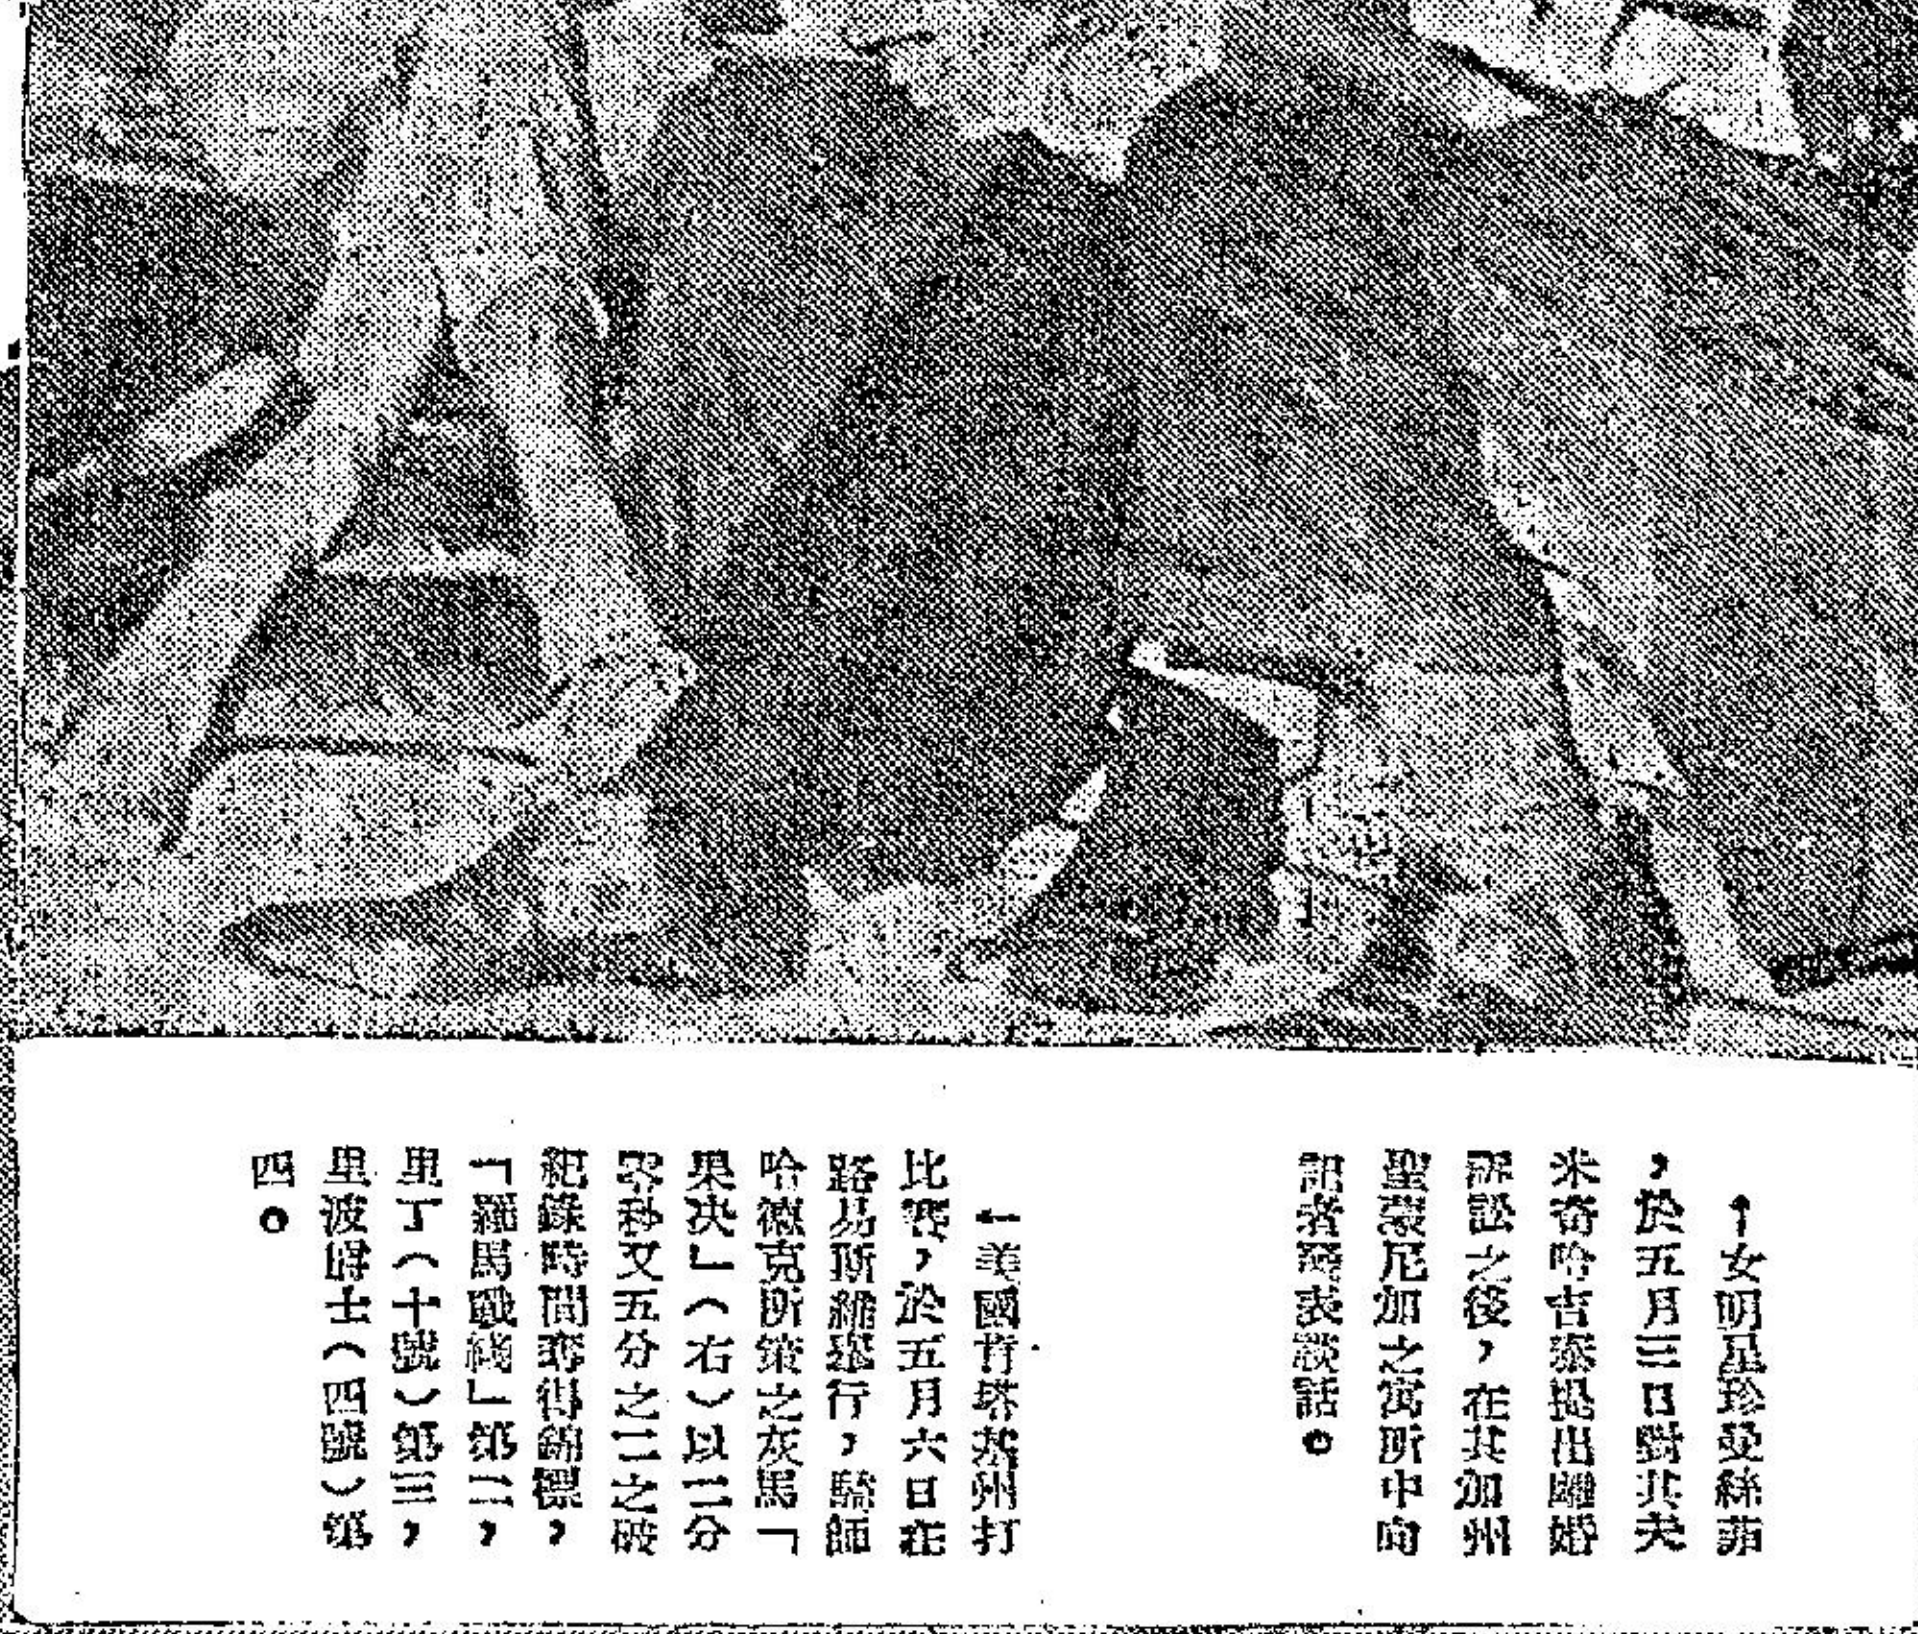 ↑女明星珍曼絲菲
，於五月三日對其夫
米奇哈吉泰提出離婚
訴訟之後，在其加州
聖蒙尼加之寓所中向
記者發表談話。
←美國肯塔基州打
比賽，於五月六日在
路易斯維舉行，騎師
哈德克所策之灰馬「
果決」（右）以二分
零秒又五分之二之破
紀錄時間奪得錦標，
「羅馬戰綫」第二，
里丁（十號）第三，
里波爵士（四號）第
四。